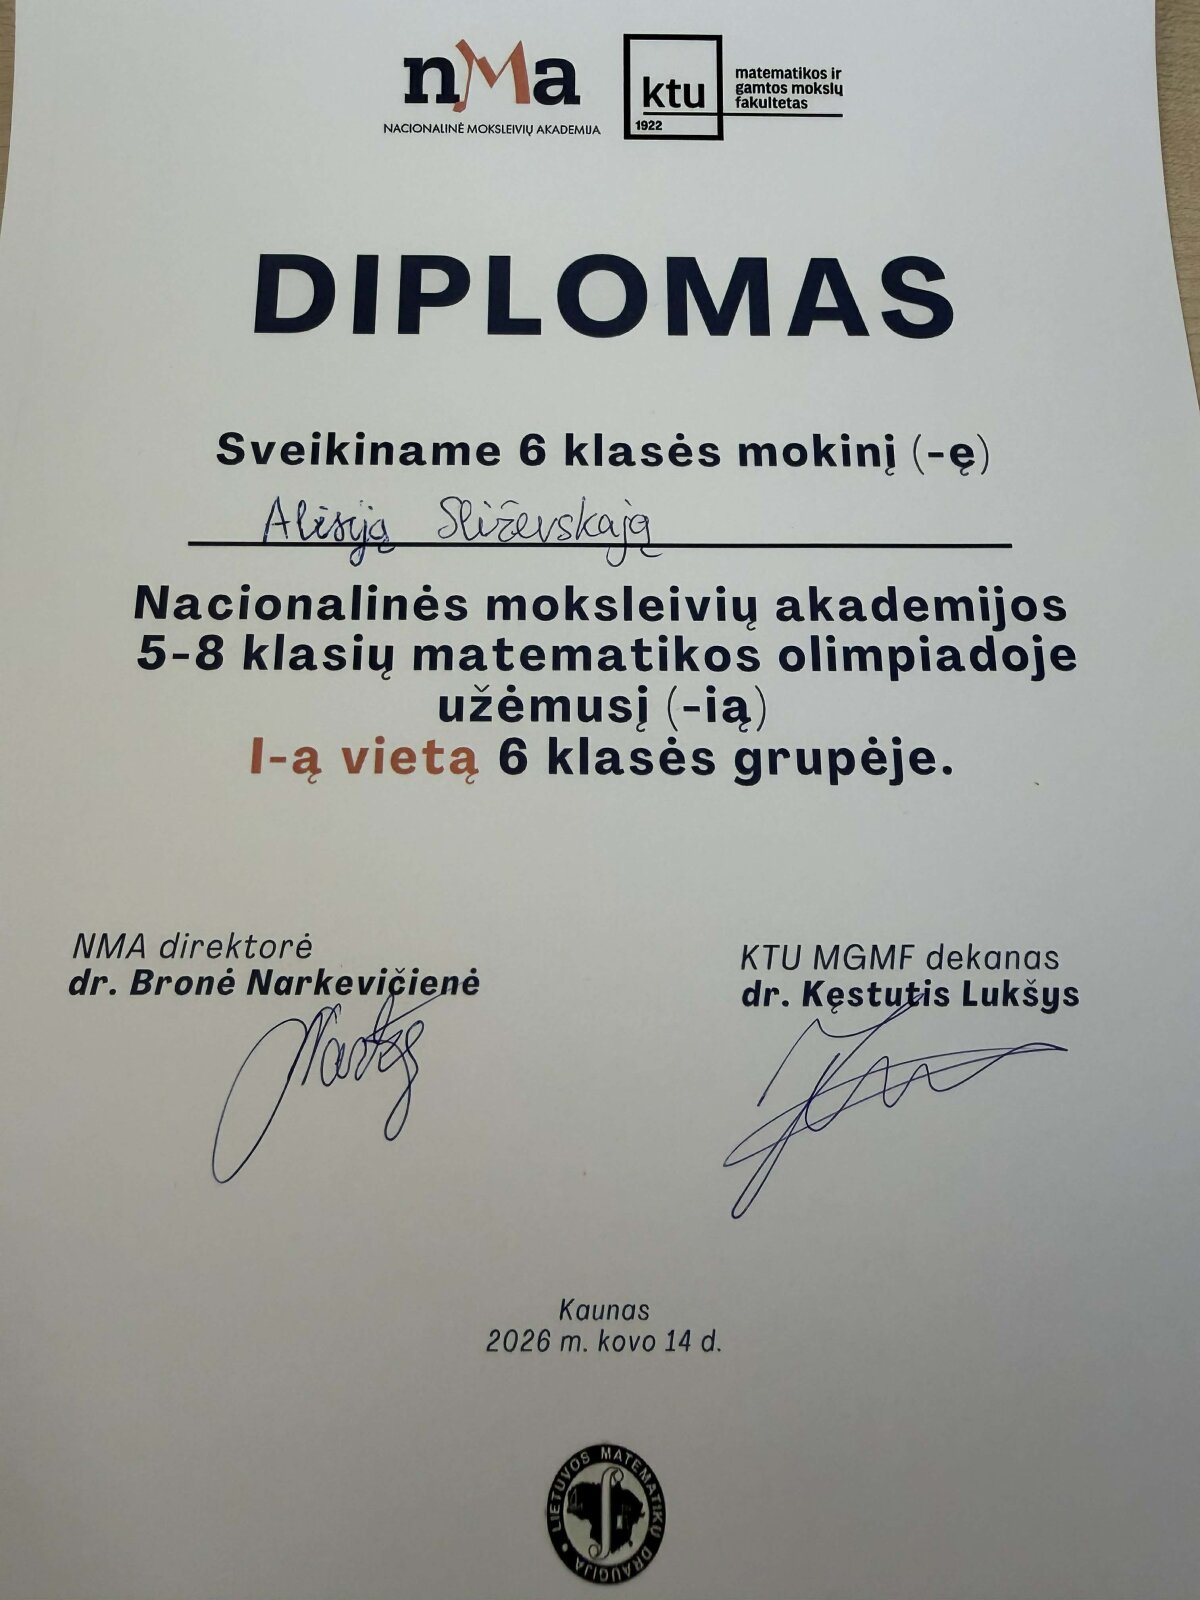 nMa
NACIONALINĖ MOKSLEIVIŲ AKADEMIJA
ktu
1922
matematikos ir
gamtos mokslų
fakultetas
DIPLOMAS
Sveikiname 6 klasės mokinį (-ę)
Alisiją Sliževskają
Nacionalinės moksleivių akademijos
5-8 klasių matematikos olimpiadoje
užėmusį (-ią)
I-ą vietą 6 klasės grupėje.
NMA direktorė
dr. Bronė Narkevičienė
KTU MGMF dekanas
dr. Kęstutis Lukšys
Kaunas
2026 m. kovo 14 d.
LIETUVOS MATEMATIKŲ DRAUGIJA